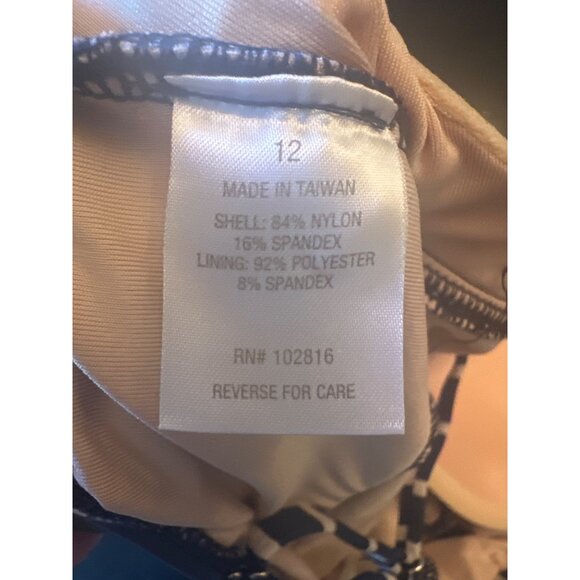 12
MADE IN TAIWAN
SHELL: 84% NYLON
16% SPANDEX
LINING: 92% POLYESTER
8% SPANDEX
RN# 102816
REVERSE FOR CARE